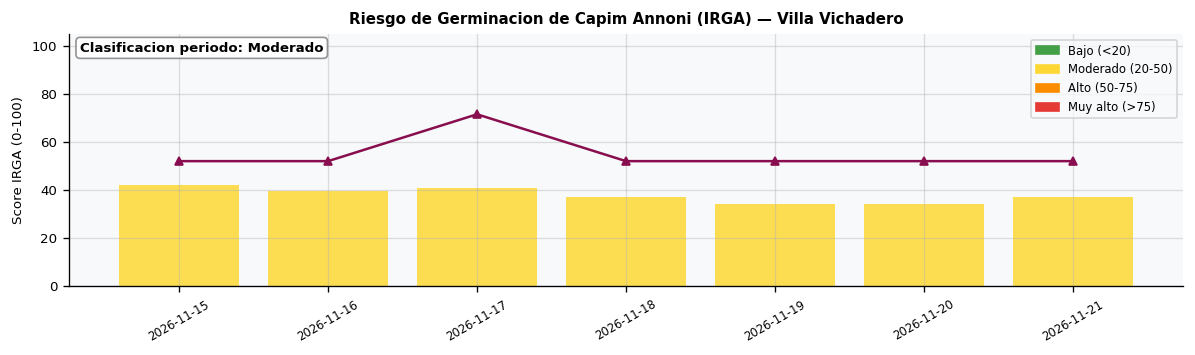 Riesgo de Germinacion de Capim Annoni (IRGA) — Villa Vichadero
Clasificacion periodo: Moderado
Bajo (<20)
Moderado (20-50)
Alto (50-75)
Muy alto (>75)
Score IRGA (0-100)
100
80
60
40
20
0
2026-11-15
2026-11-16
2026-11-17
2026-11-18
2026-11-19
2026-11-20
2026-11-21